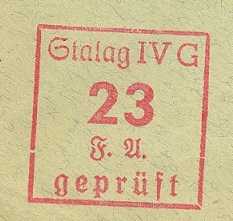 Stalag IV G
23
F. A.
geprüft